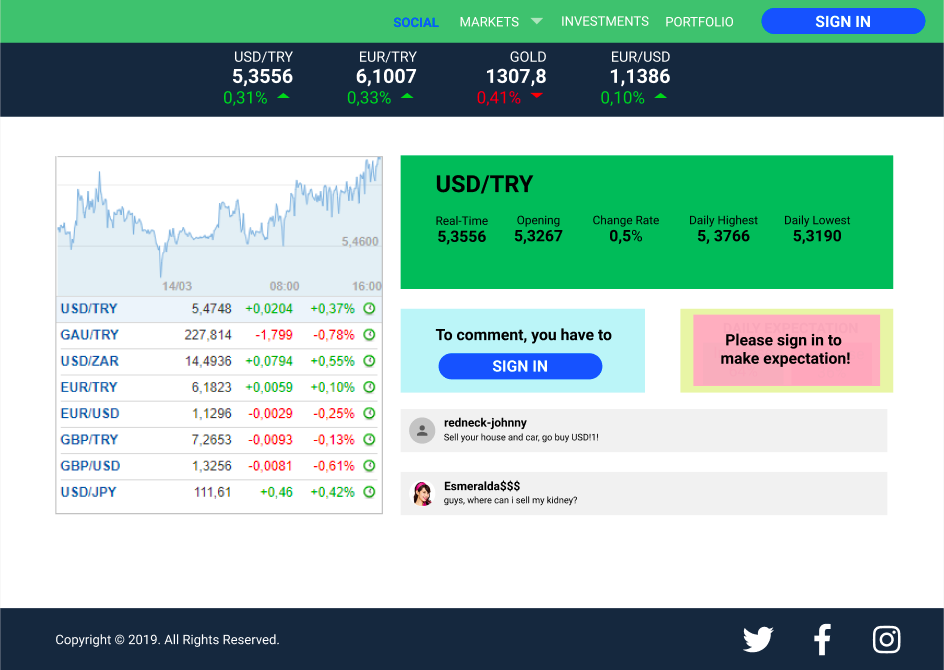 SOCIAL MARKETS INVESTMENTS PORTFOLIO SIGN IN
USD/TRY EUR/TRY GOLD EUR/USD
5,3556 6,1007 1307,8 1,1386
0,31% 0,33% 0,41% 0,10%
5,4600
14/03 08:00 16:00
USD/TRY 5,4748 +0,0204 +0,37%
GAU/TRY 227,814 -1,799 -0,78%
USD/ZAR 14,4936 +0,0794 +0,55%
EUR/TRY 6,1823 +0,0059 +0,10%
EUR/USD 1,1296 -0,0029 -0,25%
GBP/TRY 7,2653 -0,0093 -0,13%
GBP/USD 1,3256 -0,0081 -0,61%
USD/JPY 111,61 +0,46 +0,42%
USD/TRY
Real-Time Opening Change Rate Daily Highest Daily Lowest
5,3556 5,3267 0,5% 5, 3766 5,3190
To comment, you have to
SIGN IN
DAILY EXPECTATION
Please sign in to
make expectation!
redneck-johnny
Sell your house and car, go buy USD!1!
Esmeralda$$$
guys, where can i sell my kidney?
Copyright © 2019. All Rights Reserved.